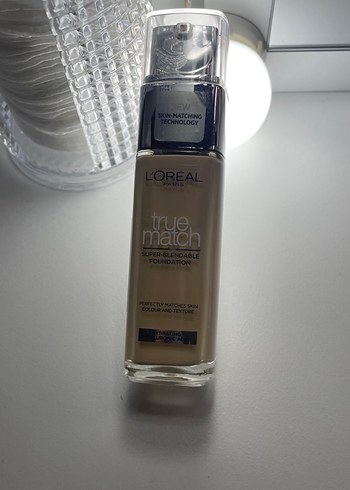 NEW
SKIN-MATCHING
TECHNOLOGY
L'ORÉAL
PARIS
true
match
SUPER-BLENDABLE
FOUNDATION
PERFECTLY MATCHES SKIN
COLOUR AND TEXTURE